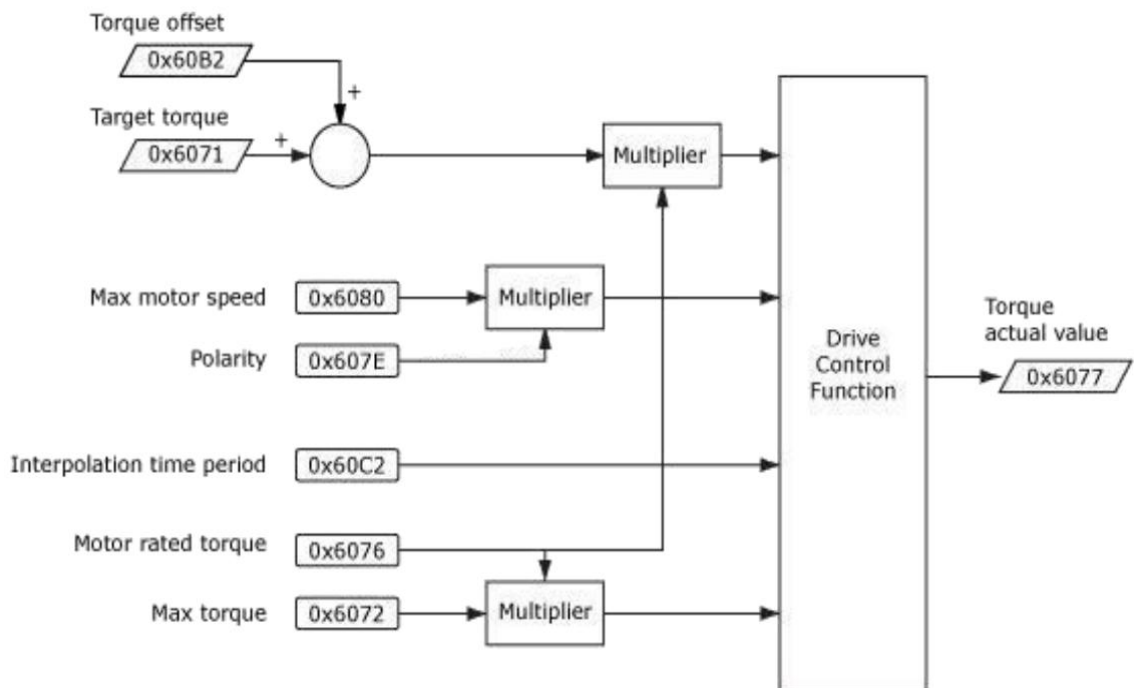 Torque offset
0x60B2
+
Target torque
+
0x6071
Multiplier
Max motor speed
0x6080
Multiplier
Polarity
0x607E
Drive
Control
Function
Torque
actual value
0x6077
Interpolation time period
0x60C2
Motor rated torque
0x6076
Max torque
0x6072
Multiplier